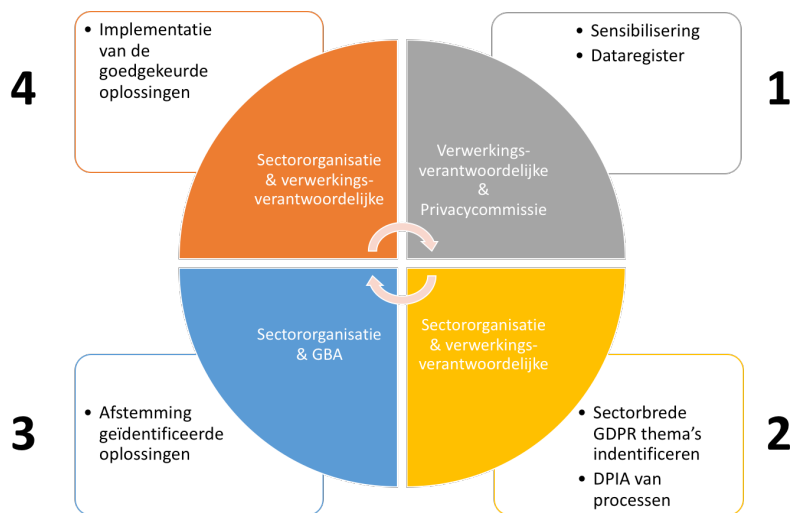 4
• Implementatie
van de
goedgekeurde
oplossingen
Sectororganisatie
& verwerkings-
verantwoordelijke
1
• Sensibilisering
• Dataregister
Verwerkings-
verantwoordelijke
&
Privacycommissie
3
• Afstemming
geïdentificeerde
oplossingen
Sectororganisatie
& GBA
2
• Sectorbrede
GDPR thema's
indentificeren
• DPIA van
processen
Sectororganisatie
& verwerkings-
verantwoordelijke